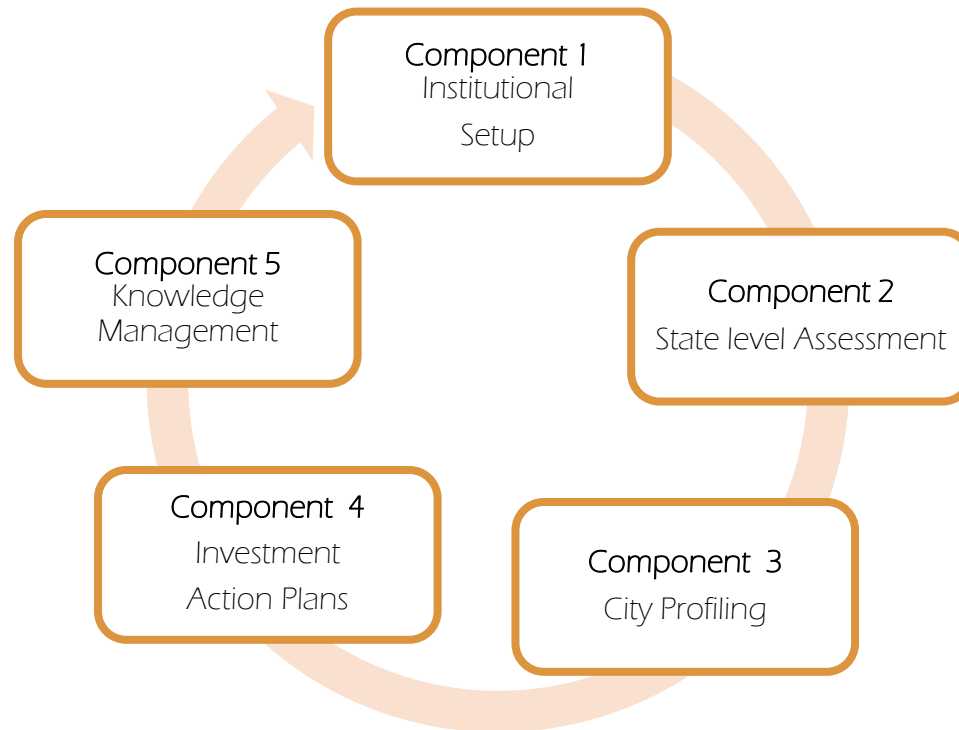 Component 1
Institutional
Setup
Component 2
State level Assessment
Component 3
City Profiling
Component 4
Investment
Action Plans
Component 5
Knowledge
Management